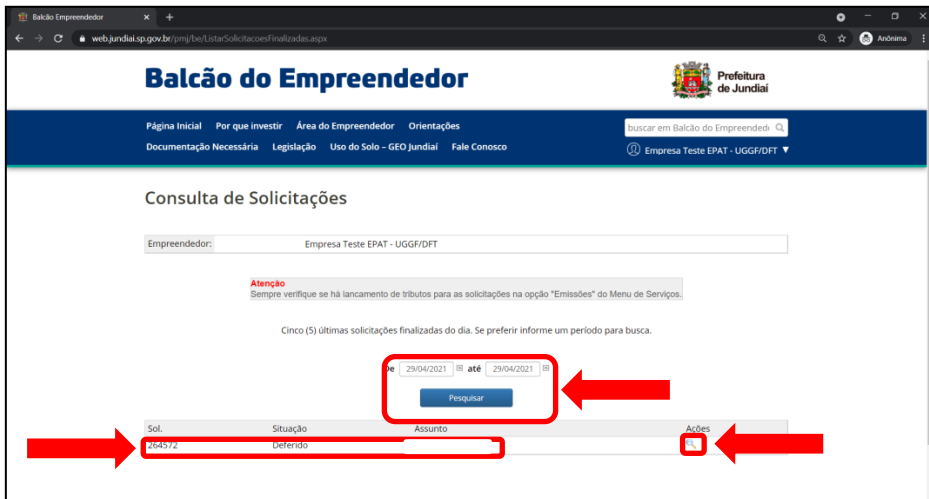 Balcão Empreendedor
web.jundiai.sp.gov.br/pmj/be/ListarSolicitacoesFinalizadas.aspx
Anônima
Balcão do Empreendedor
Prefeitura
de Jundiaí
Página Inicial Por que investir Área do Empreendedor Orientações
buscar em Balcão do Empreended
Documentação Necessária Legislação Uso do Solo – GEO Jundiaí Fale Conosco
Empresa Teste EPAT - UGGF/DFT ▼
Consulta de Solicitações
Empreendedor: Empresa Teste EPAT - UGGF/DFT
Atenção
Sempre verifique se há lancamento de tributos para as solicitações na opção "Emissões" do Menu de Serviços.
Cinco (5) últimas solicitações finalizadas do dia. Se preferir informe um período para busca.
De 29/04/2021 até 29/04/2021
Pesquisar
Sol. Situação Assunto Ações
264572 Deferido